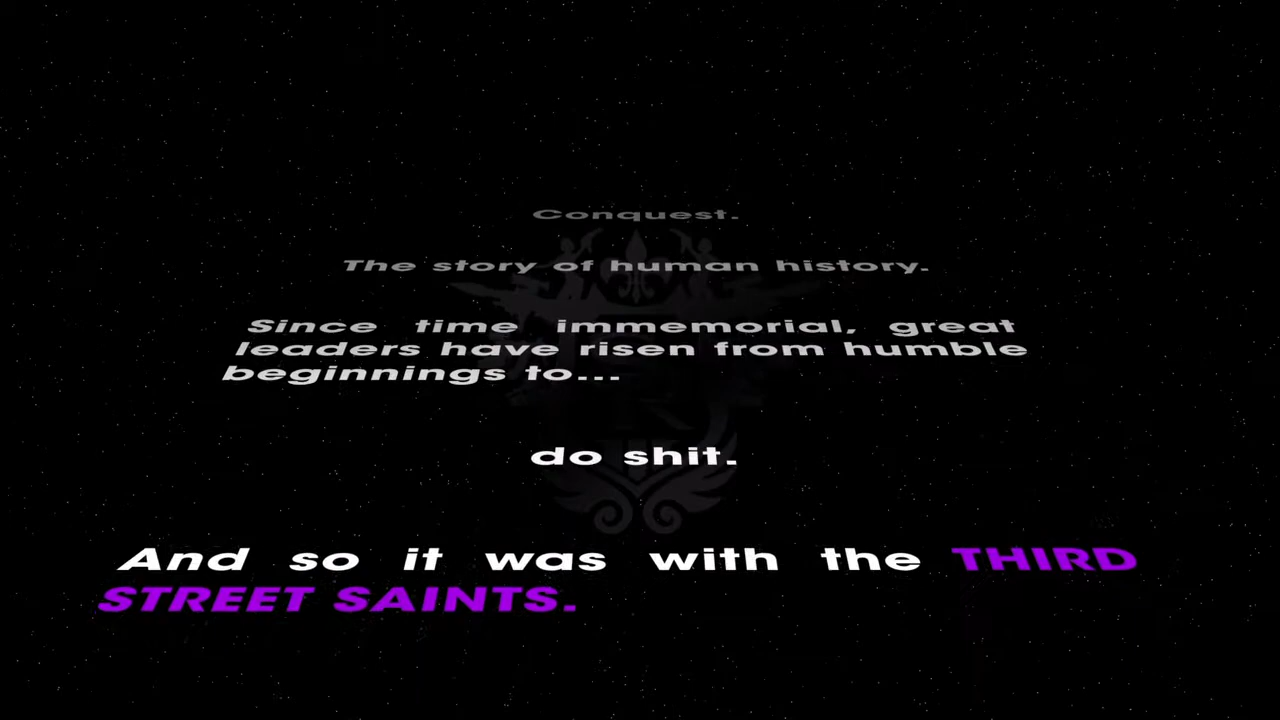 Conquest.
The story of human history.
Since time immemorial, great
leaders have risen from humble
beginnings to...
do shit.
And so it was with the THIRD
STREET SAINTS.